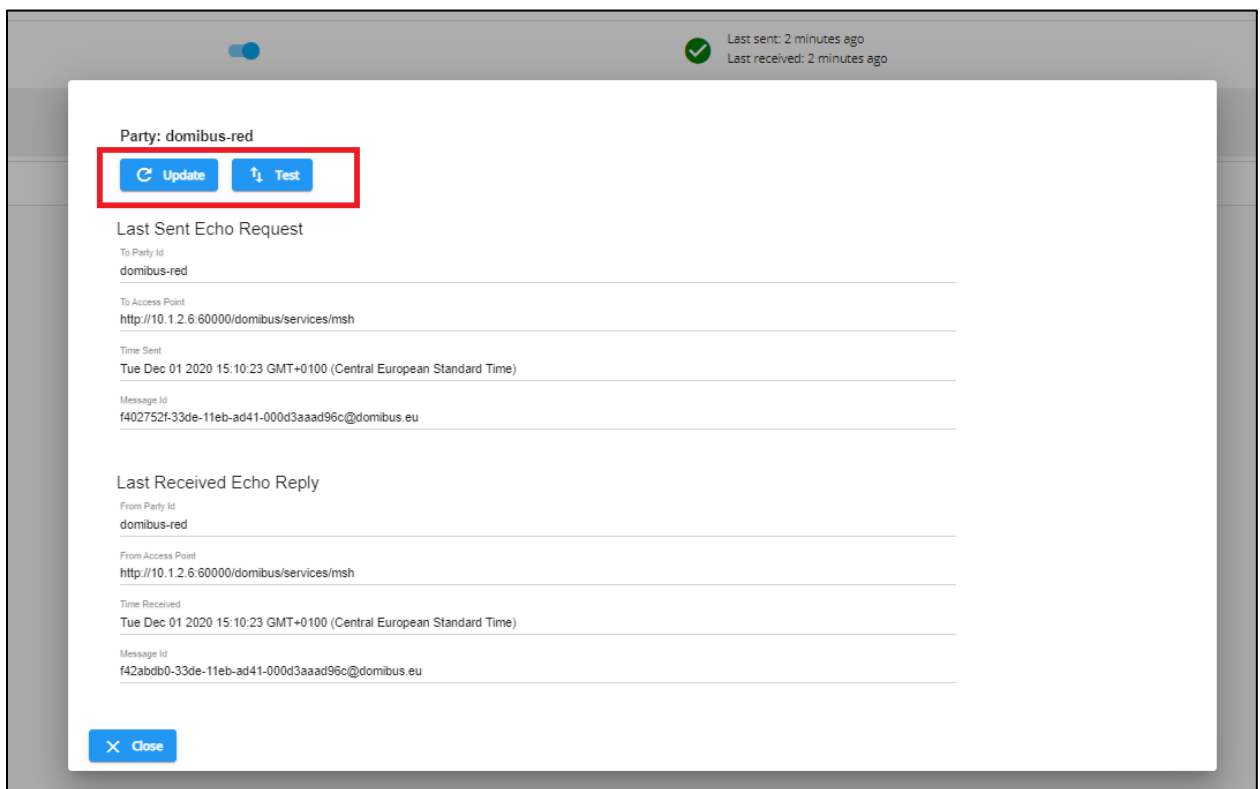 Last sent: 2 minutes ago
Last received: 2 minutes ago
Party: domibus-red
Update Test
Last Sent Echo Request
To Party Id
domibus-red
To Access Point
http://10.1.2.6:60000/domibus/services/msh
Time Sent
Tue Dec 01 2020 15:10:23 GMT+0100 (Central European Standard Time)
Message Id
f402752f-33de-11eb-ad41-000d3aaad96c@domibus.eu
Last Received Echo Reply
From Party Id
domibus-red
From Access Point
http://10.1.2.6:60000/domibus/services/msh
Time Received
Tue Dec 01 2020 15:10:23 GMT+0100 (Central European Standard Time)
Message Id
f42abdb0-33de-11eb-ad41-000d3aaad96c@domibus.eu
Close